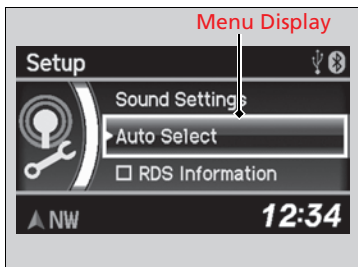 Menu Display
Setup
Sound Settings
Auto Select
RDS Information
NW
12:34